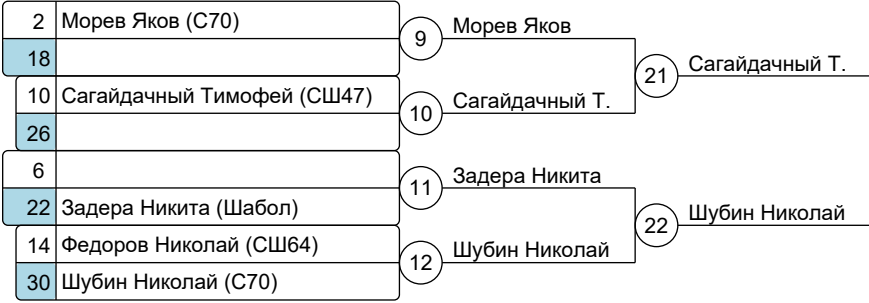 2 Морев Яков (С70)
9 Морев Яков
18
21 Сагайдачный Т.
10 Сагайдачный Тимофей (СШ47)
10 Сагайдачный Т.
26
6
11 Задера Никита
22 Задера Никита (Шабол)
22 Шубин Николай
14 Федоров Николай (СШ64)
12 Шубин Николай
30 Шубин Николай (С70)